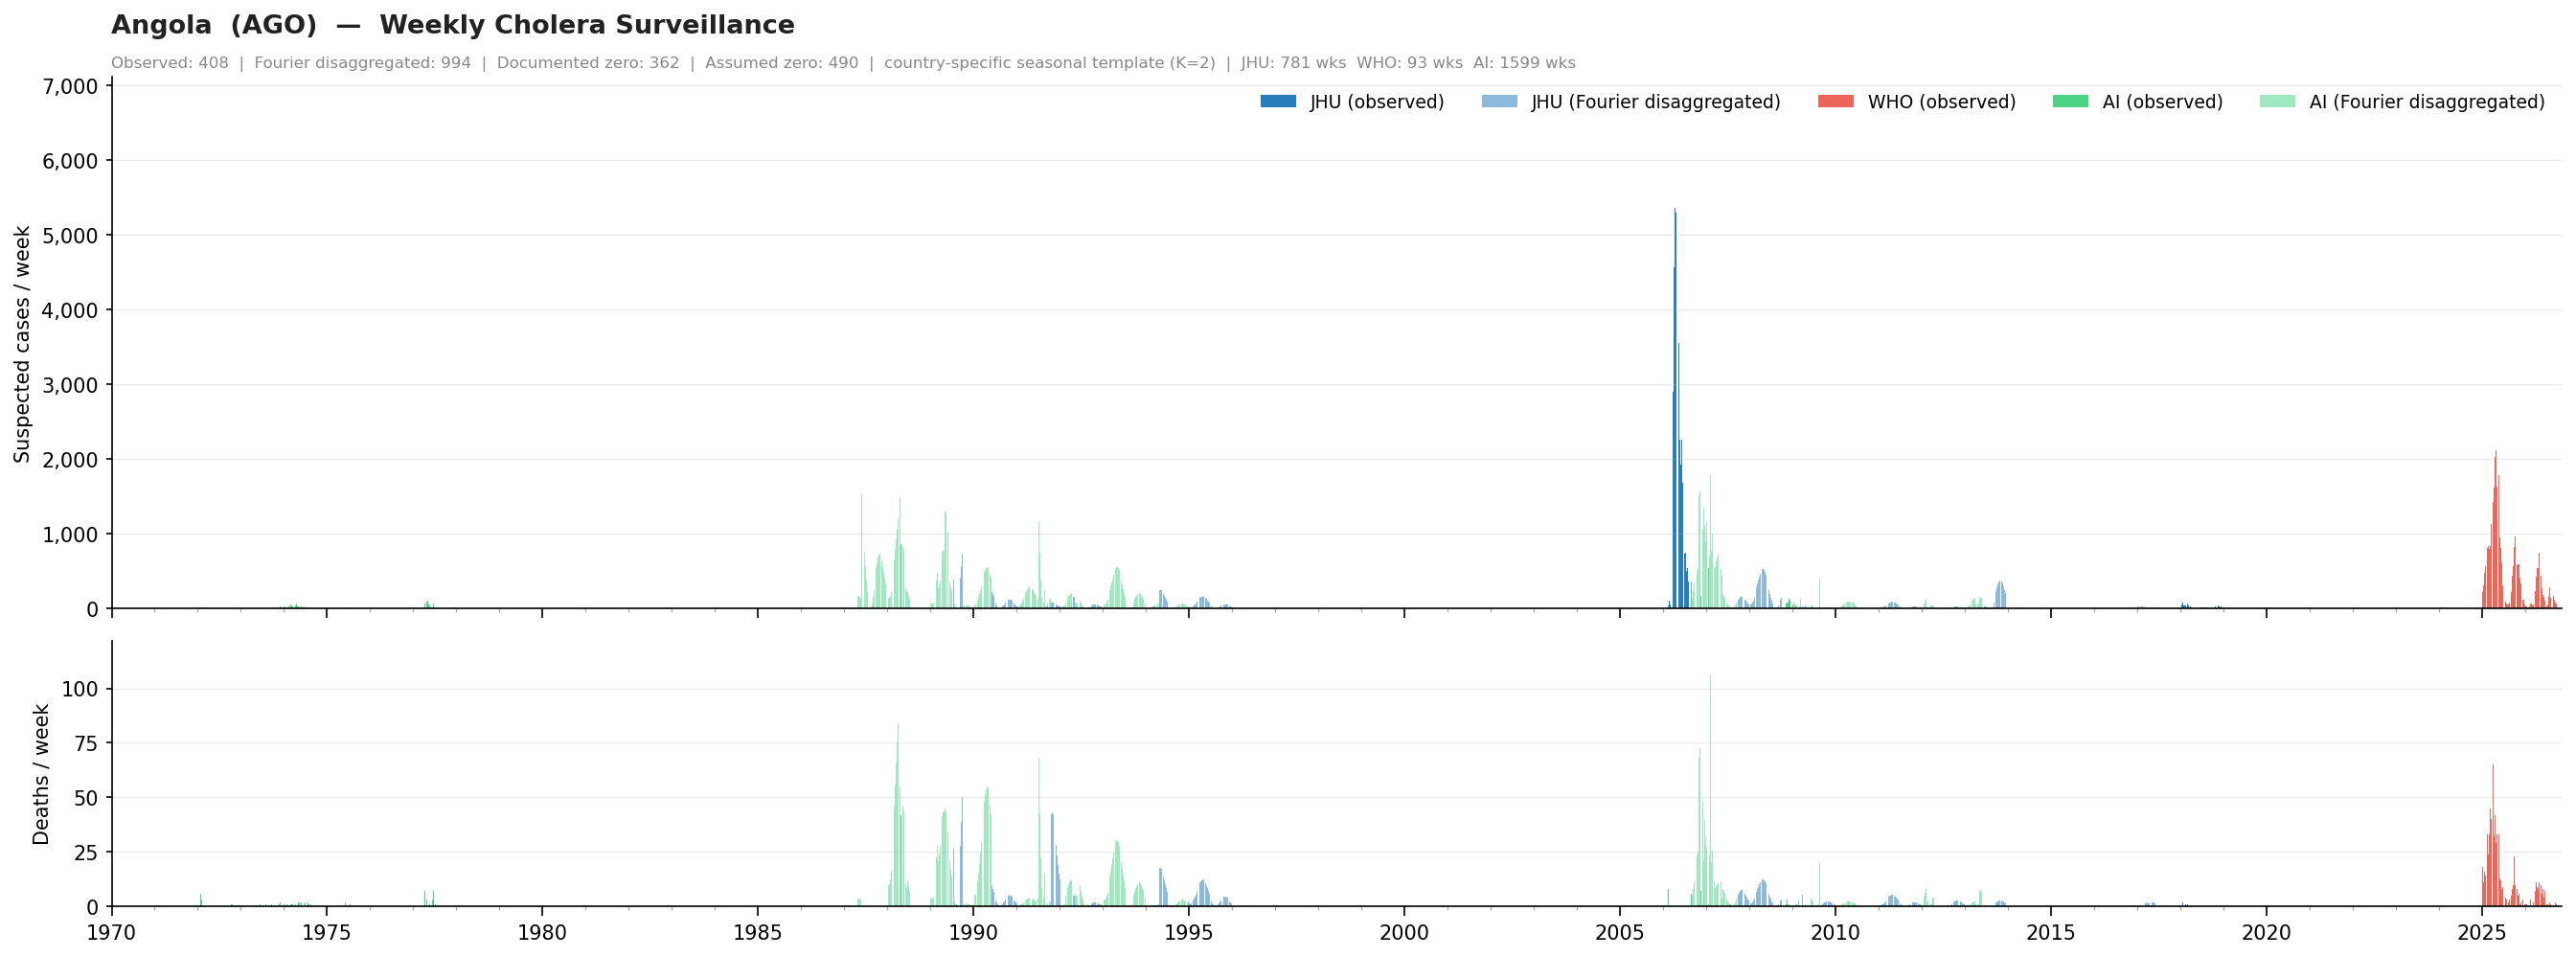 Angola  (AGO)  —  Weekly Cholera Surveillance
Observed: 408  |  Fourier disaggregated: 994  |  Documented zero: 362  |  Assumed zero: 490  |  country-specific seasonal template (K=2)  |  JHU: 781 wks  WHO: 93 wks  AI: 1599 wks
JHU (observed)
JHU (Fourier disaggregated)
WHO (observed)
AI (observed)
AI (Fourier disaggregated)
Suspected cases / week
7,000
6,000
5,000
4,000
3,000
2,000
1,000
0
Deaths / week
100
75
50
25
0
1970
1975
1980
1985
1990
1995
2000
2005
2010
2015
2020
2025